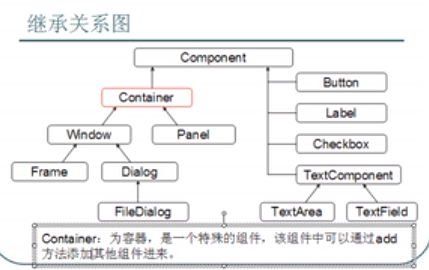 继承关系图
Component
Container
Button
Label
Window
Panel
Checkbox
Frame
Dialog
TextComponent
FileDialog
TextArea
TextField
Container：为容器，是一个特殊的组件，该组件中可以通过add
方法添加其他组件进来。